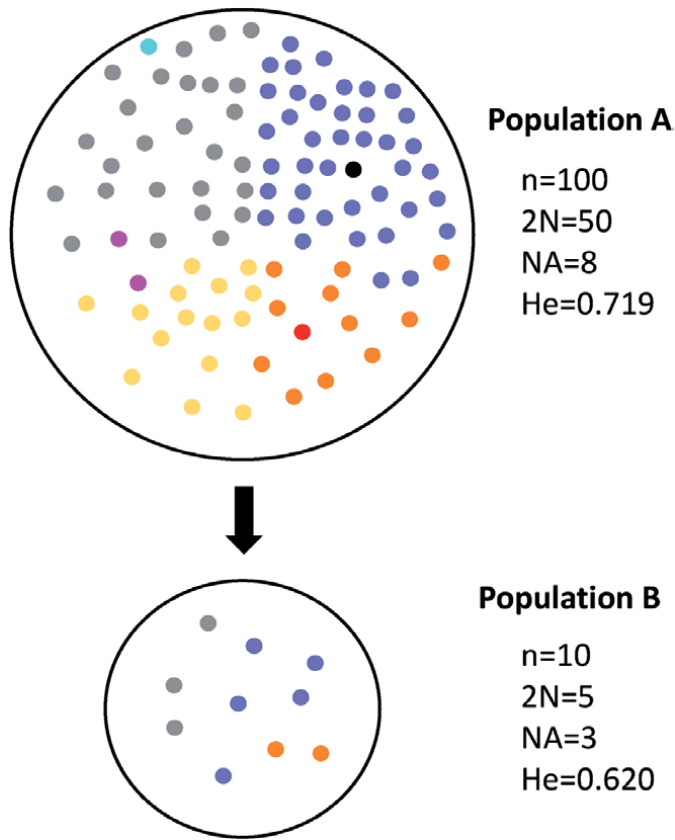 Population A.
n=100
2N=50
NA=8
He=0.719
Population B
n=10
2N=5
NA=3
He=0.620